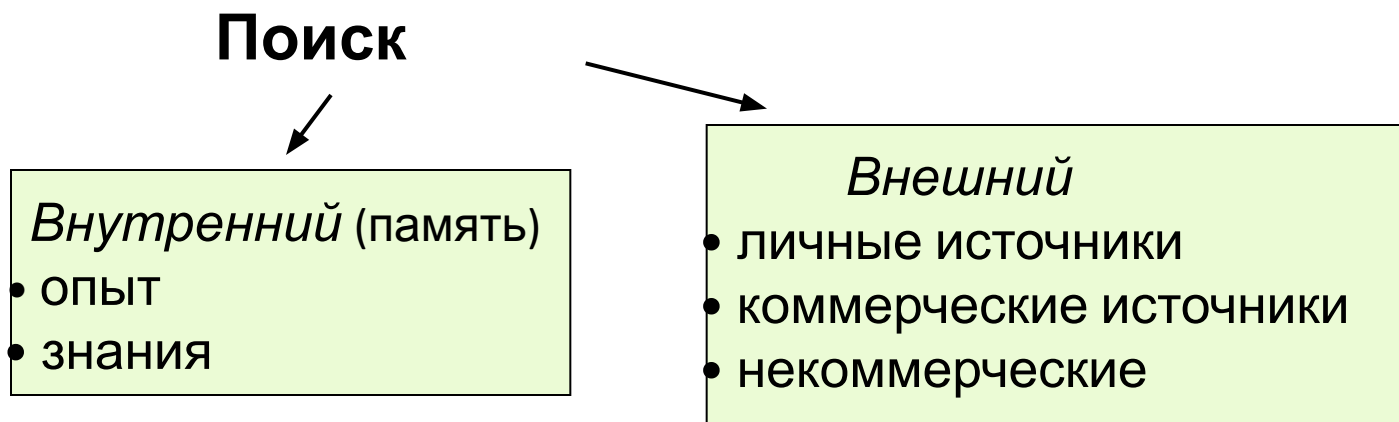 Поиск
Внутренний (память)
• опыт
• знания
Внешний
• личные источники
• коммерческие источники
• некоммерческие